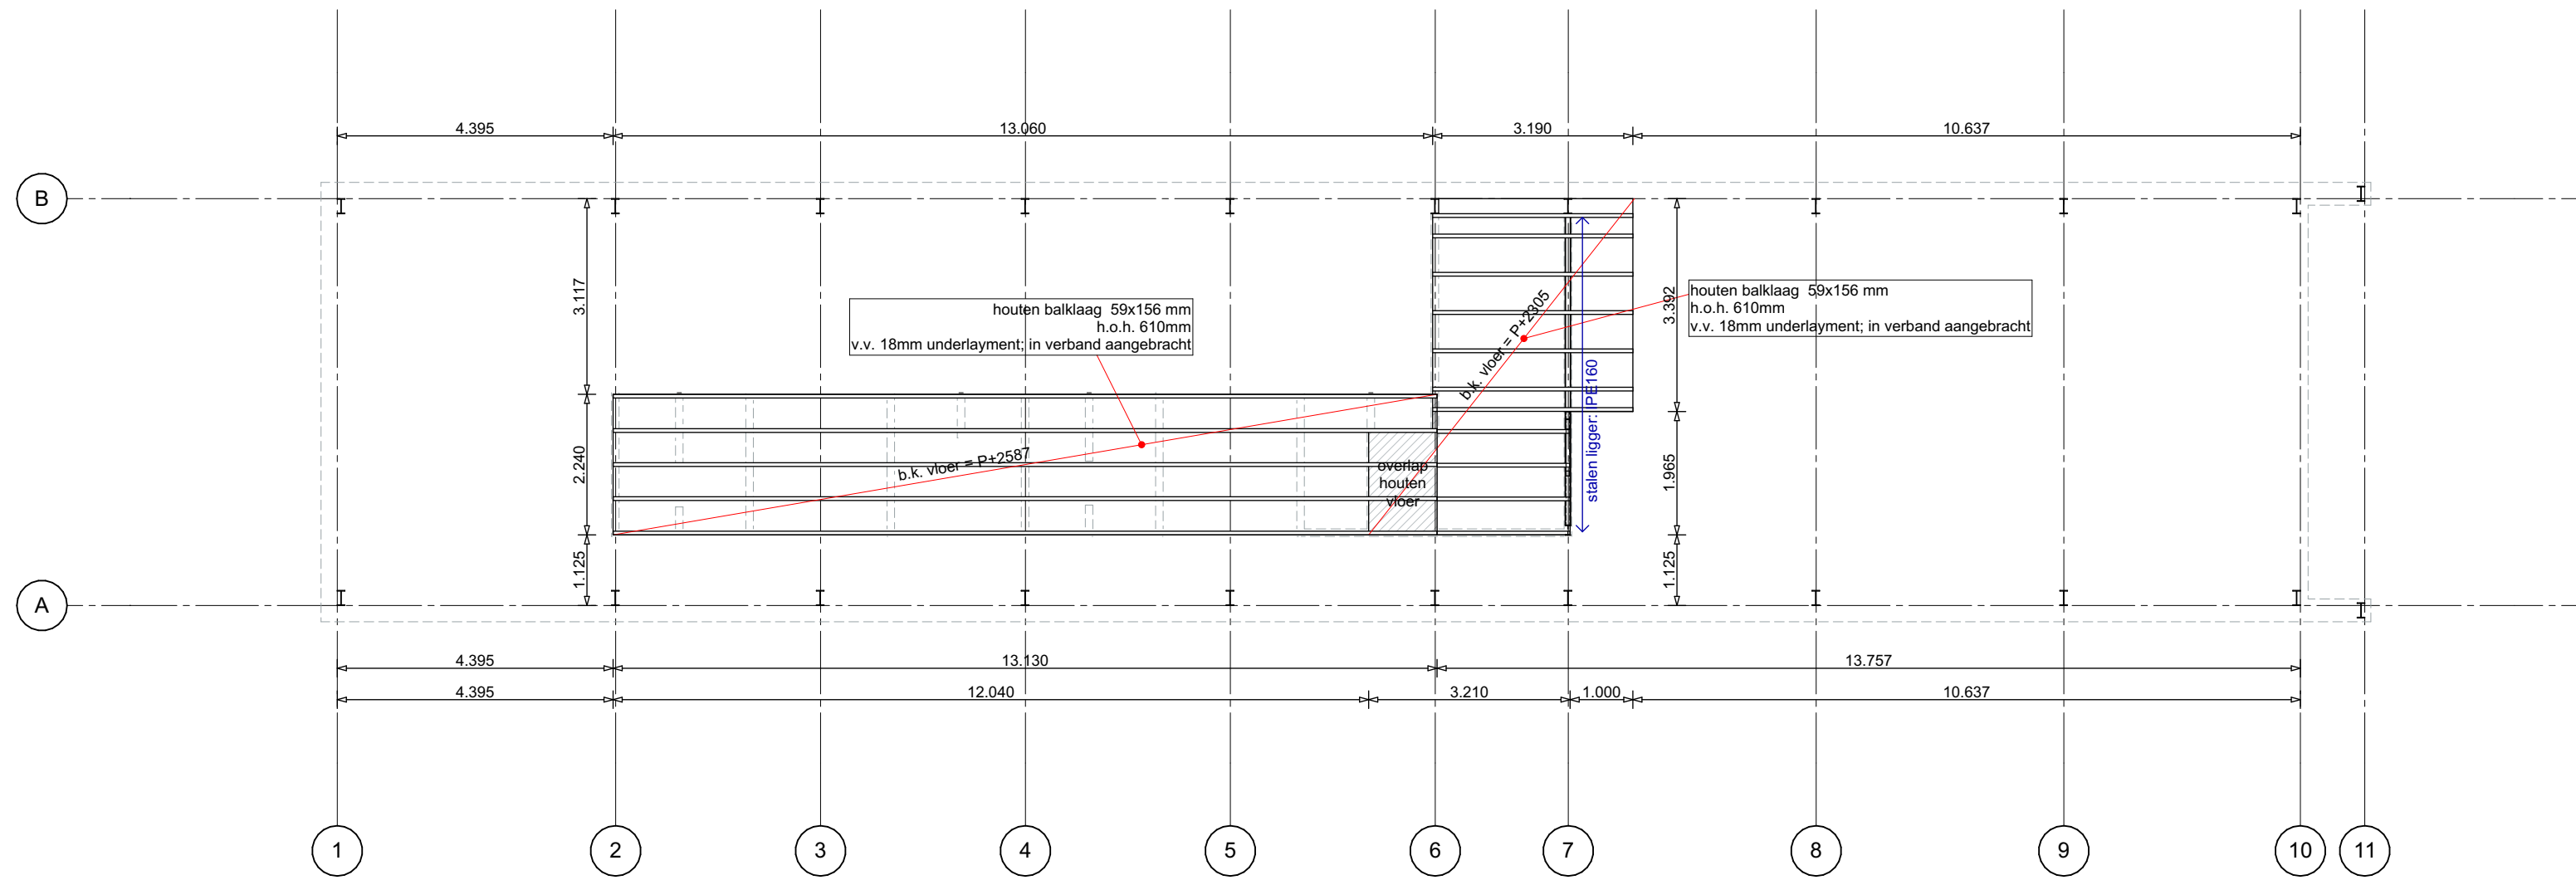 4.395
13.060
3.190
10.637
B
3.117
houten balklaag 59x156 mm
h.o.h. 610mm
v.v. 18mm underlayment; in verband aangebracht
b.k. vloer = P+2305
3.392
houten balklaag 59x156 mm
h.o.h. 610mm
v.v. 18mm underlayment; in verband aangebracht
stalen ligger: IPE160
2.240
b.k. vloer = P+2587
overlap
houten
vloer
1.965
1.125
1.125
A
4.395
13.130
13.757
4.395
12.040
3.210
1.000
10.637
1
2
3
4
5
6
7
8
9
10
11